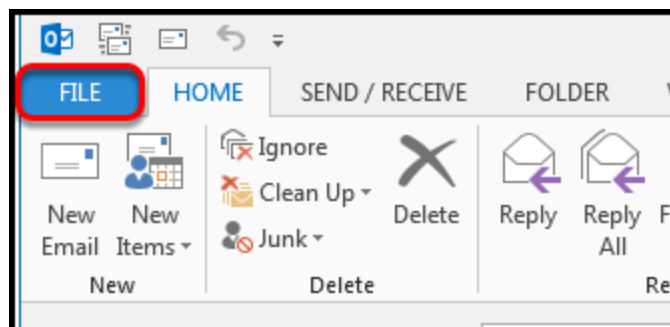 FILE HOME SEND / RECEIVE FOLDER
Ignore
Clean Up
Junk
New Email
New Items
Delete
Reply
Reply All
New
Delete